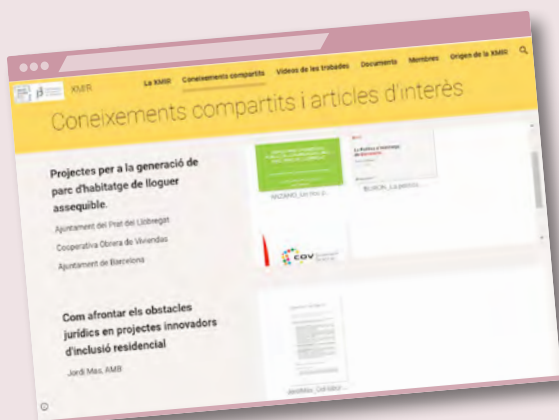 XMIR
La XMIR Coneixements compartits Vídeos de les trobades Documents Membres Origen de la XMIR
Coneixements compartits i articles d'interès
Projectes per a la generació de
parc d'habitatge de lloguer
assequible.
Ajuntament del Prat del Llobregat
Cooperativa Obrera de Viviendas
Ajuntament de Barcelona
COV
Com afrontar els obstacles
jurídics en projectes innovadors
d'inclusió residencial
Jordi Mas, AMB